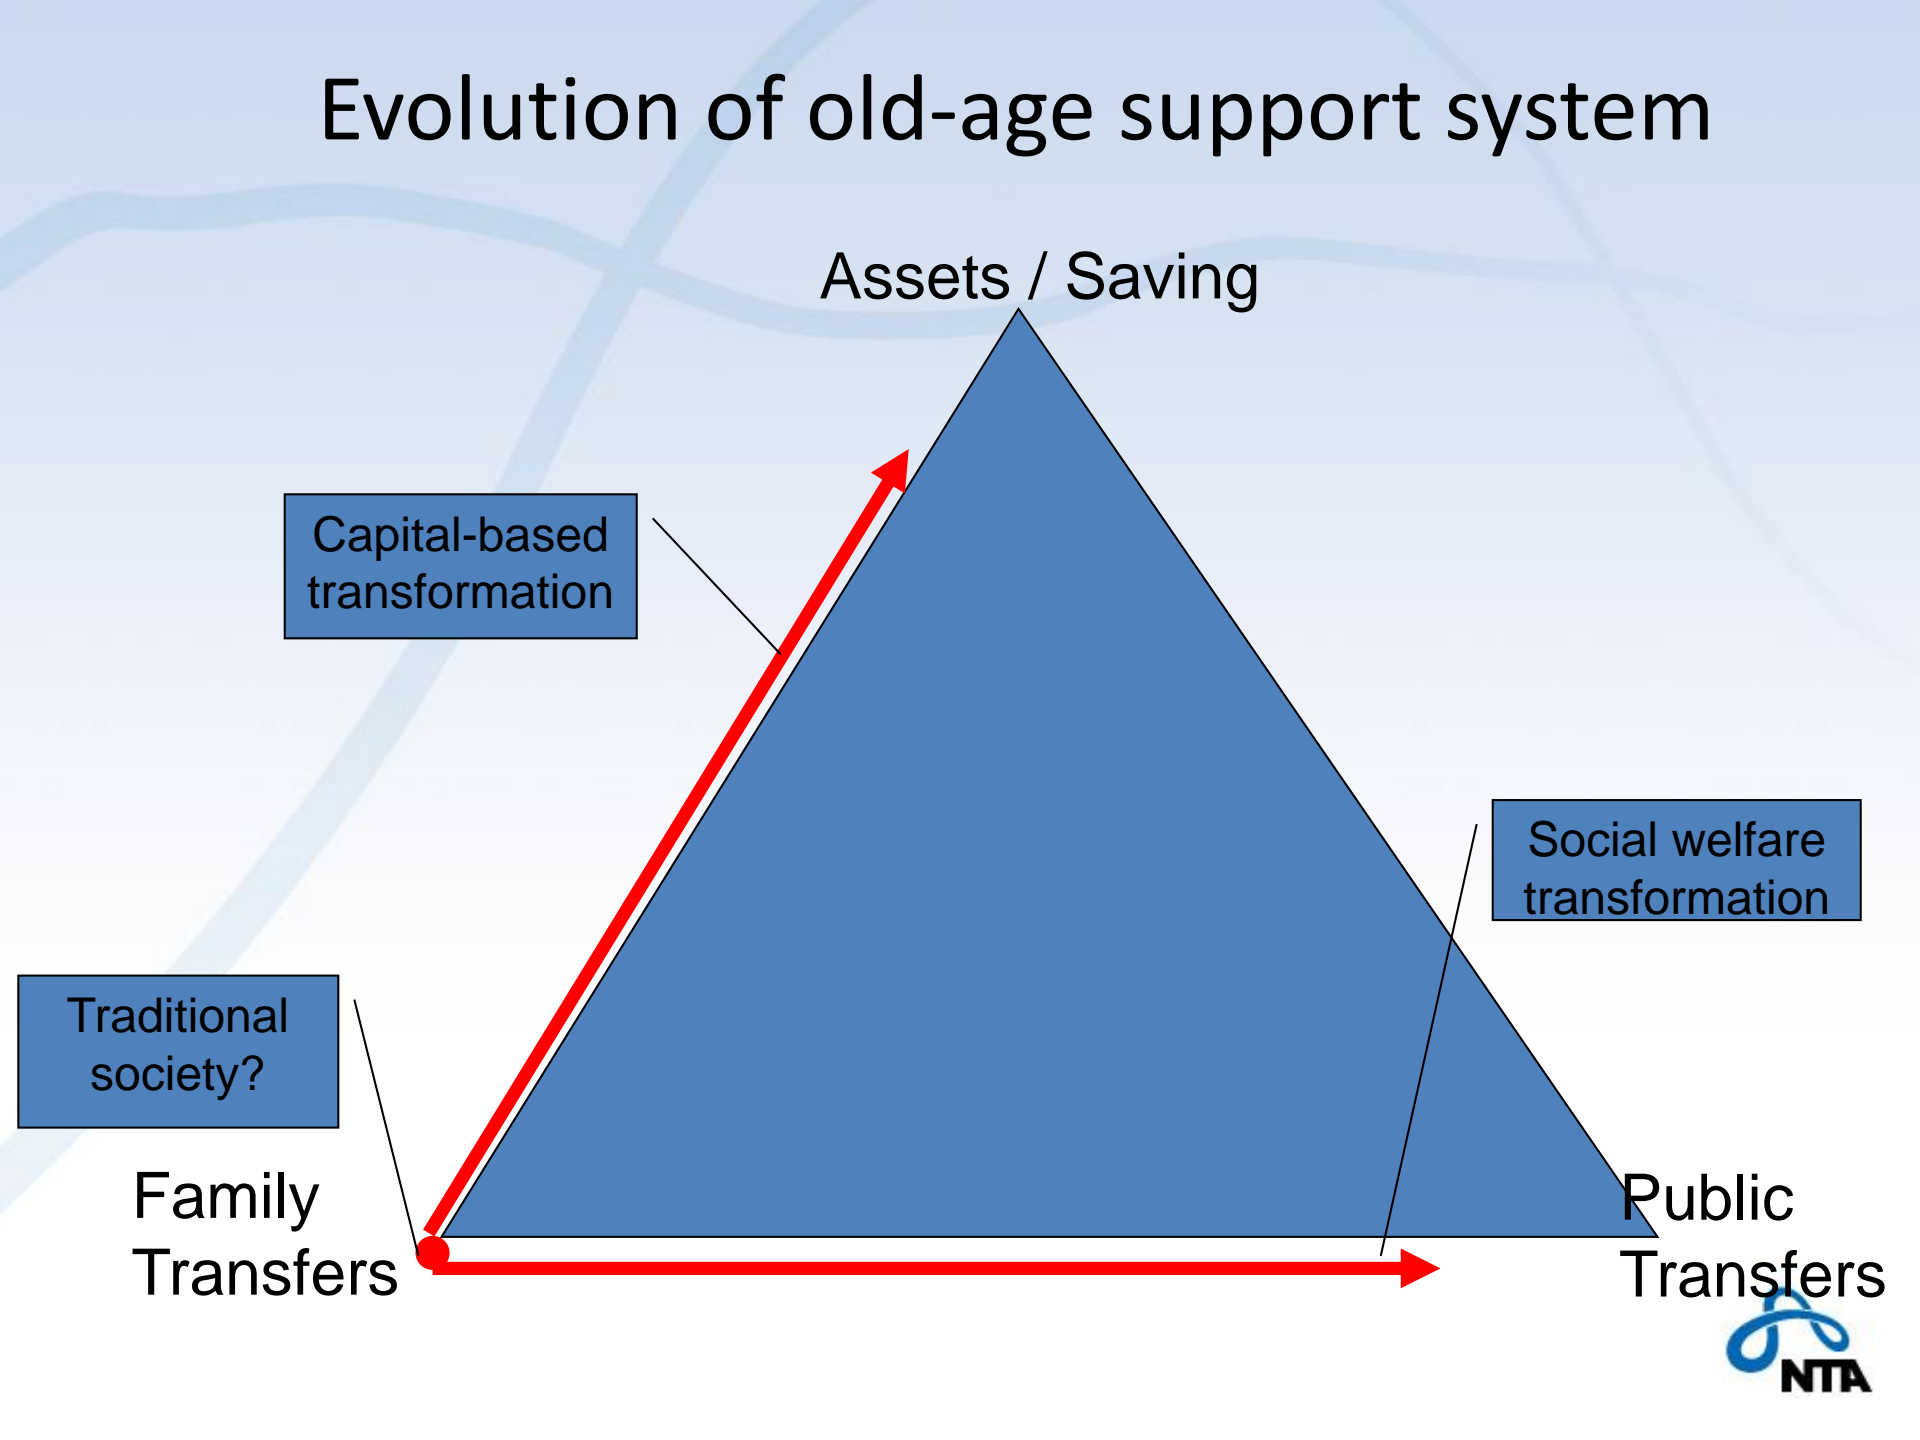 Evolution of old-age support system
Assets / Saving
Capital-based
transformation
Social welfare
transformation
Traditional
society?
Family
Transfers
Public
Transfers
NTA